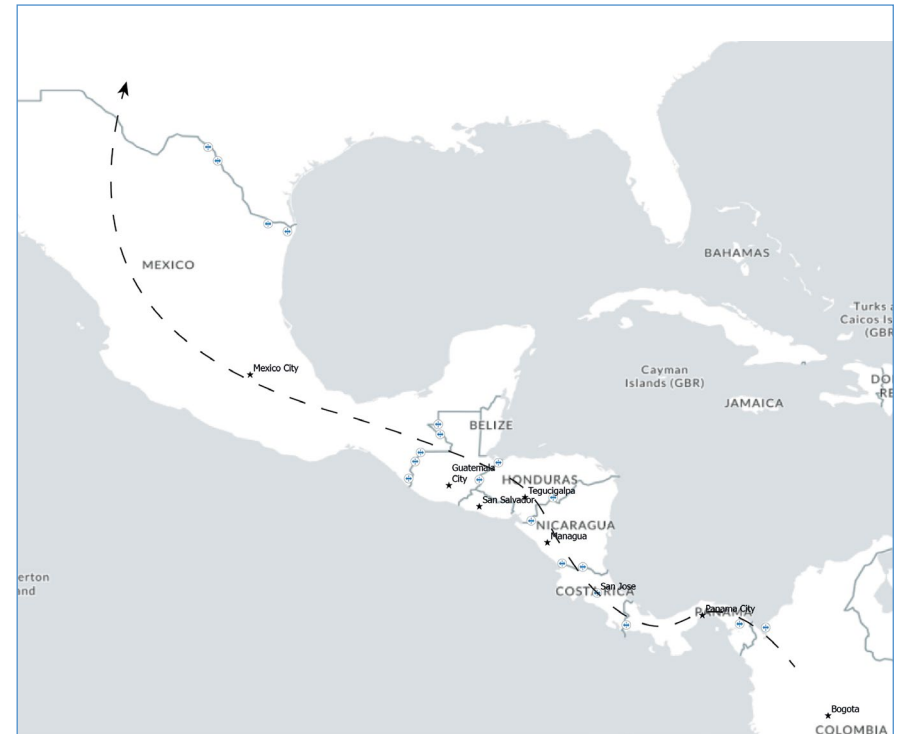 BAHAMAS
MEXICO
Turks a
Caicos Is
(GBR
Mexico City
Cayman
Islands (GBR)
DO
RE
JAMAICA
BELIZE
Guatemala
City
HONDURAS
Tegucigalpa
San Salvador
NICARAGUA
Managua
erton
and
San Jose
COSTA RICA
Panama City
PANAMA
Bogota
COLOMBIA